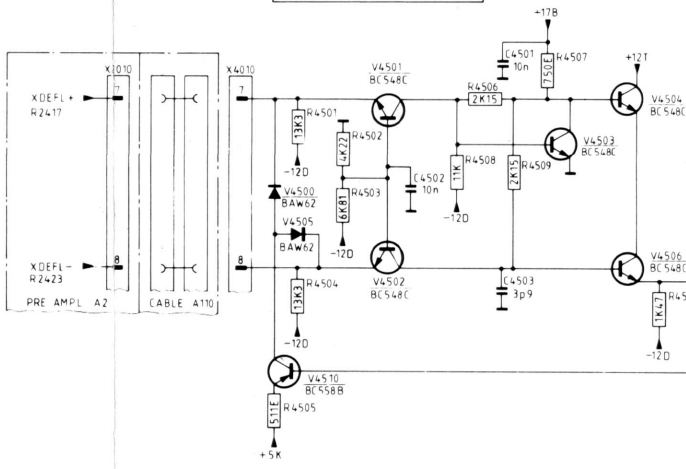 +17B
C4501
10n
R4507
750E
+12T
X2010
7
X4010
7
XDEFL+
R2417
V4501
BC548C
R4506
2K15
V4504
BC548C
R4501
13K3
-12D
R4502
4K22
V4503
BC548C
R4508
11K
-12D
R4509
2K15
V4500
BAW62
R4503
6K81
-12D
C4502
10n
V4505
BAW62
XDEFL-
R2423
8
8
R4504
13K3
-12D
V4502
BC548C
C4503
3p9
V4506
BC548C
R45
1K47
-12D
PRE AMPL A2
CABLE A110
V4510
BC558B
511E
R4505
+5K